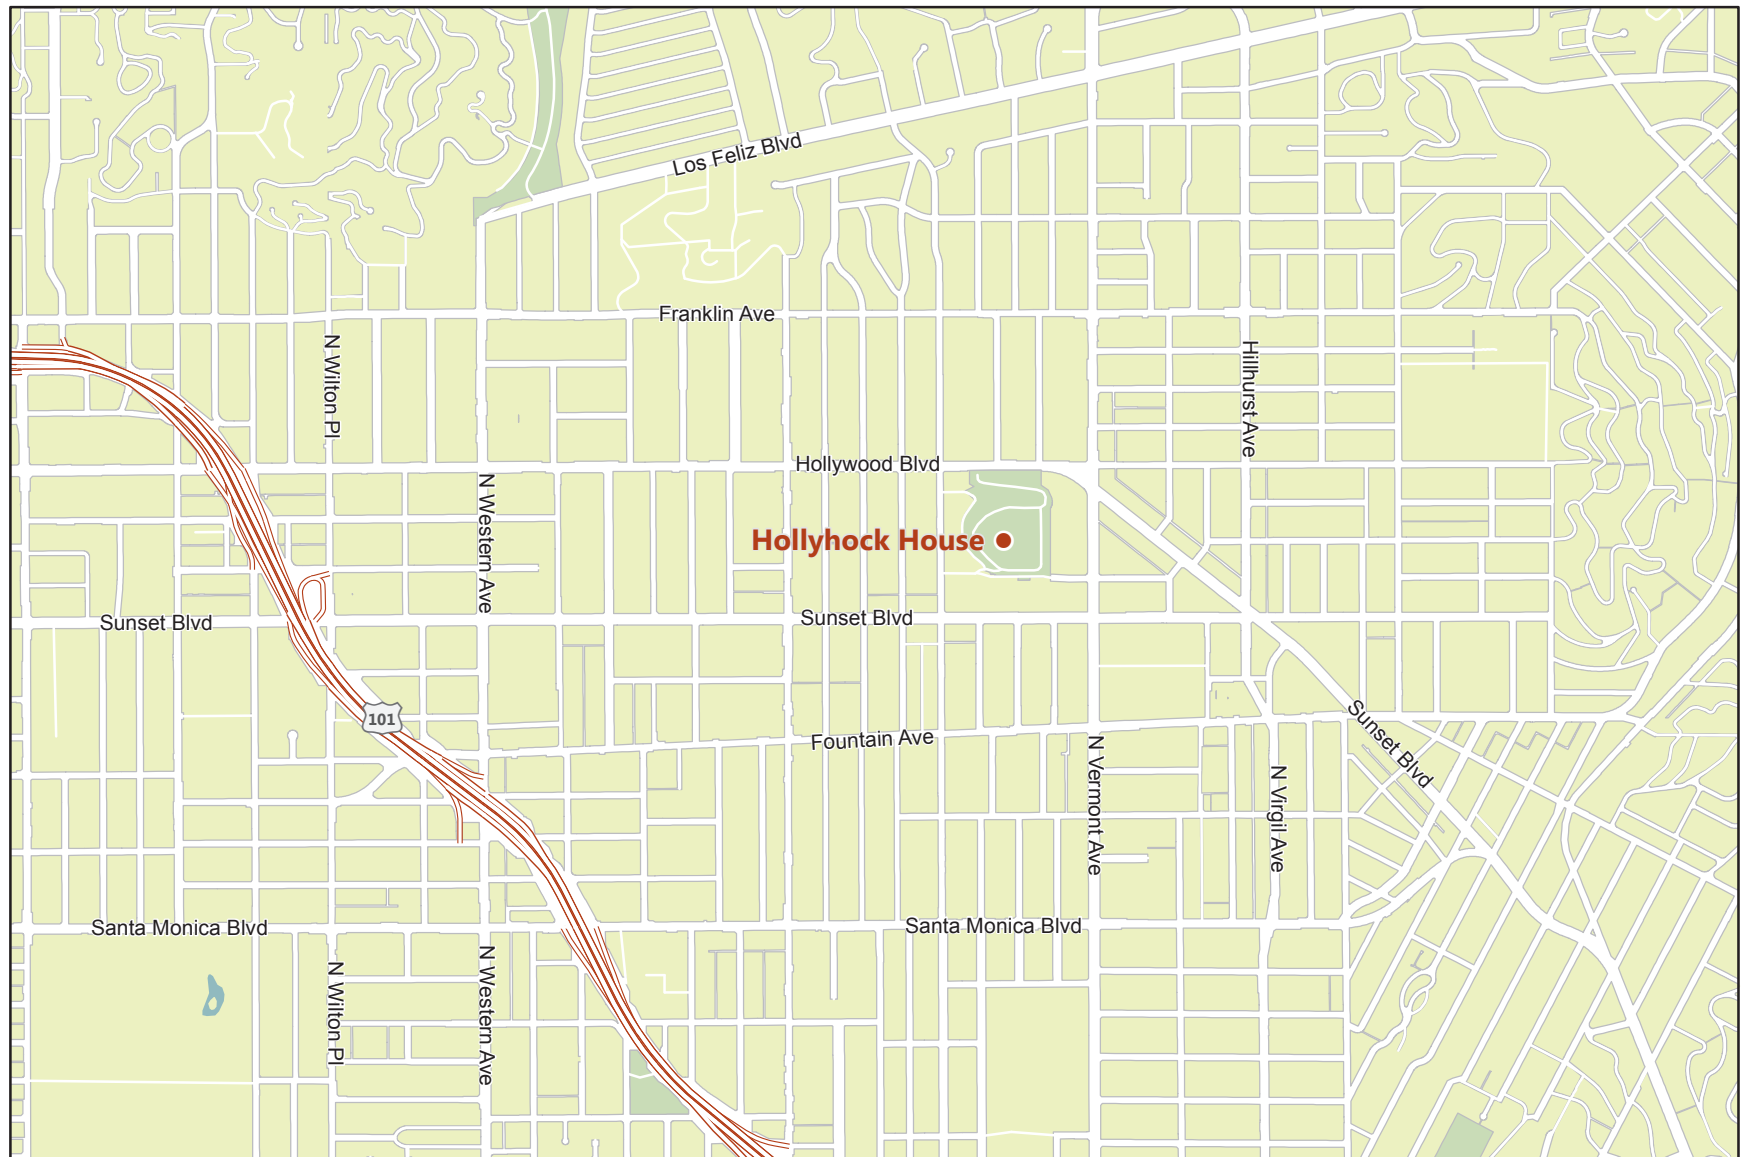 Los Feliz Blvd
Franklin Ave
N Wilton Pl
Hillhurst Ave
Hollywood Blvd
N Western Ave
Hollyhock House
Sunset Blvd
Sunset Blvd
101
Sunset Blvd
Fountain Ave
N Vermont Ave
N Virgil Ave
Santa Monica Blvd
Santa Monica Blvd
N Wilton Pl
N Western Ave